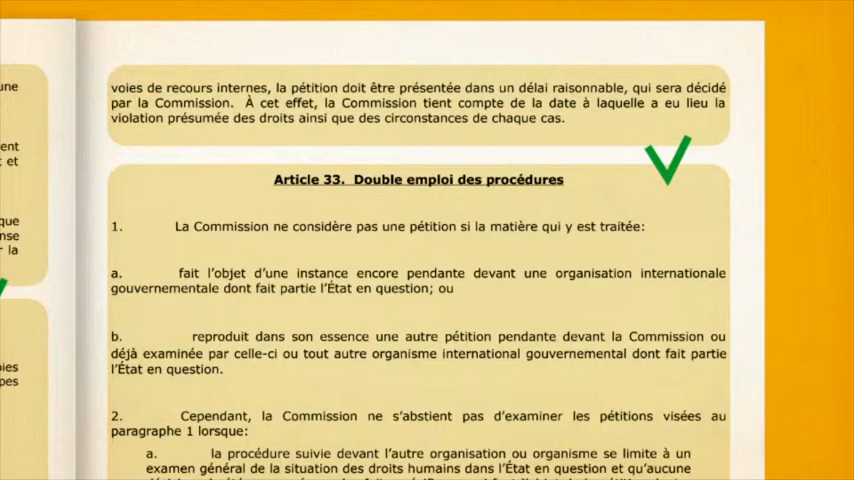 une
ent
t et
que
nse
r la
oies
pes
voies de recours internes, la pétition doit être présentée dans un délai raisonnable, qui sera décidé
par la Commission. À cet effet, la Commission tient compte de la date à laquelle a eu lieu la
violation présumée des droits ainsi que des circonstances de chaque cas.
Article 33. Double emploi des procédures
1. La Commission ne considère pas une pétition si la matière qui y est traitée:
a. fait l’objet d’une instance encore pendante devant une organisation internationale
gouvernementale dont fait partie l’État en question; ou
b. reproduit dans son essence une autre pétition pendante devant la Commission ou
déjà examinée par celle-ci ou tout autre organisme international gouvernemental dont fait partie
l’État en question.
2. Cependant, la Commission ne s’abstient pas d’examiner les pétitions visées au
paragraphe 1 lorsque:
a. la procédure suivie devant l’autre organisation ou organisme se limite à un
examen général de la situation des droits humains dans l’État en question et qu’aucune